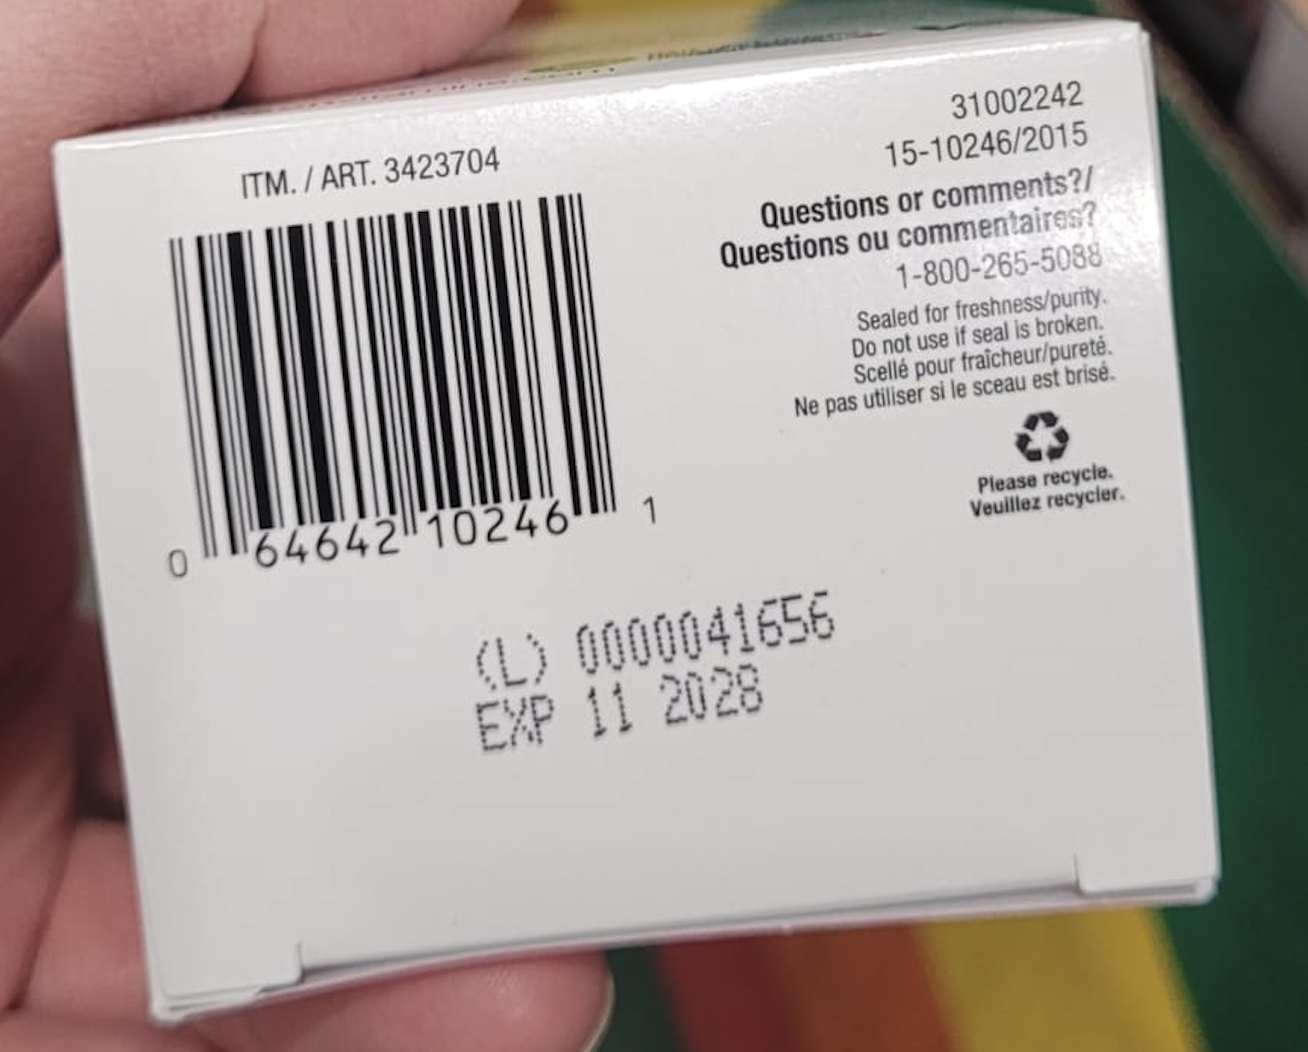 ITM. / ART. 3423704
0 64642 10246 1
31002242
15-10246/2015
Questions or comments?/
Questions ou commentaires?
1-800-265-5088
Sealed for freshness/purity.
Do not use if seal is broken.
Scellé pour fraîcheur/pureté.
Ne pas utiliser si le sceau est brisé.
Please recycle.
Veuillez recycler.
(L) 0000041656
EXP 11 2028